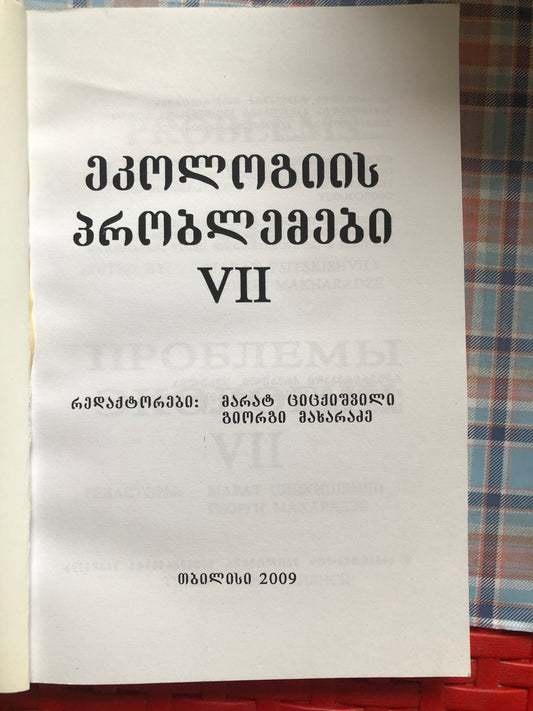 ეკოლოგიის
პრობლემები
VII
რედაქტორები: მარატ ციცქიშვილი
გიორგი მახარაძე
თბილისი 2009